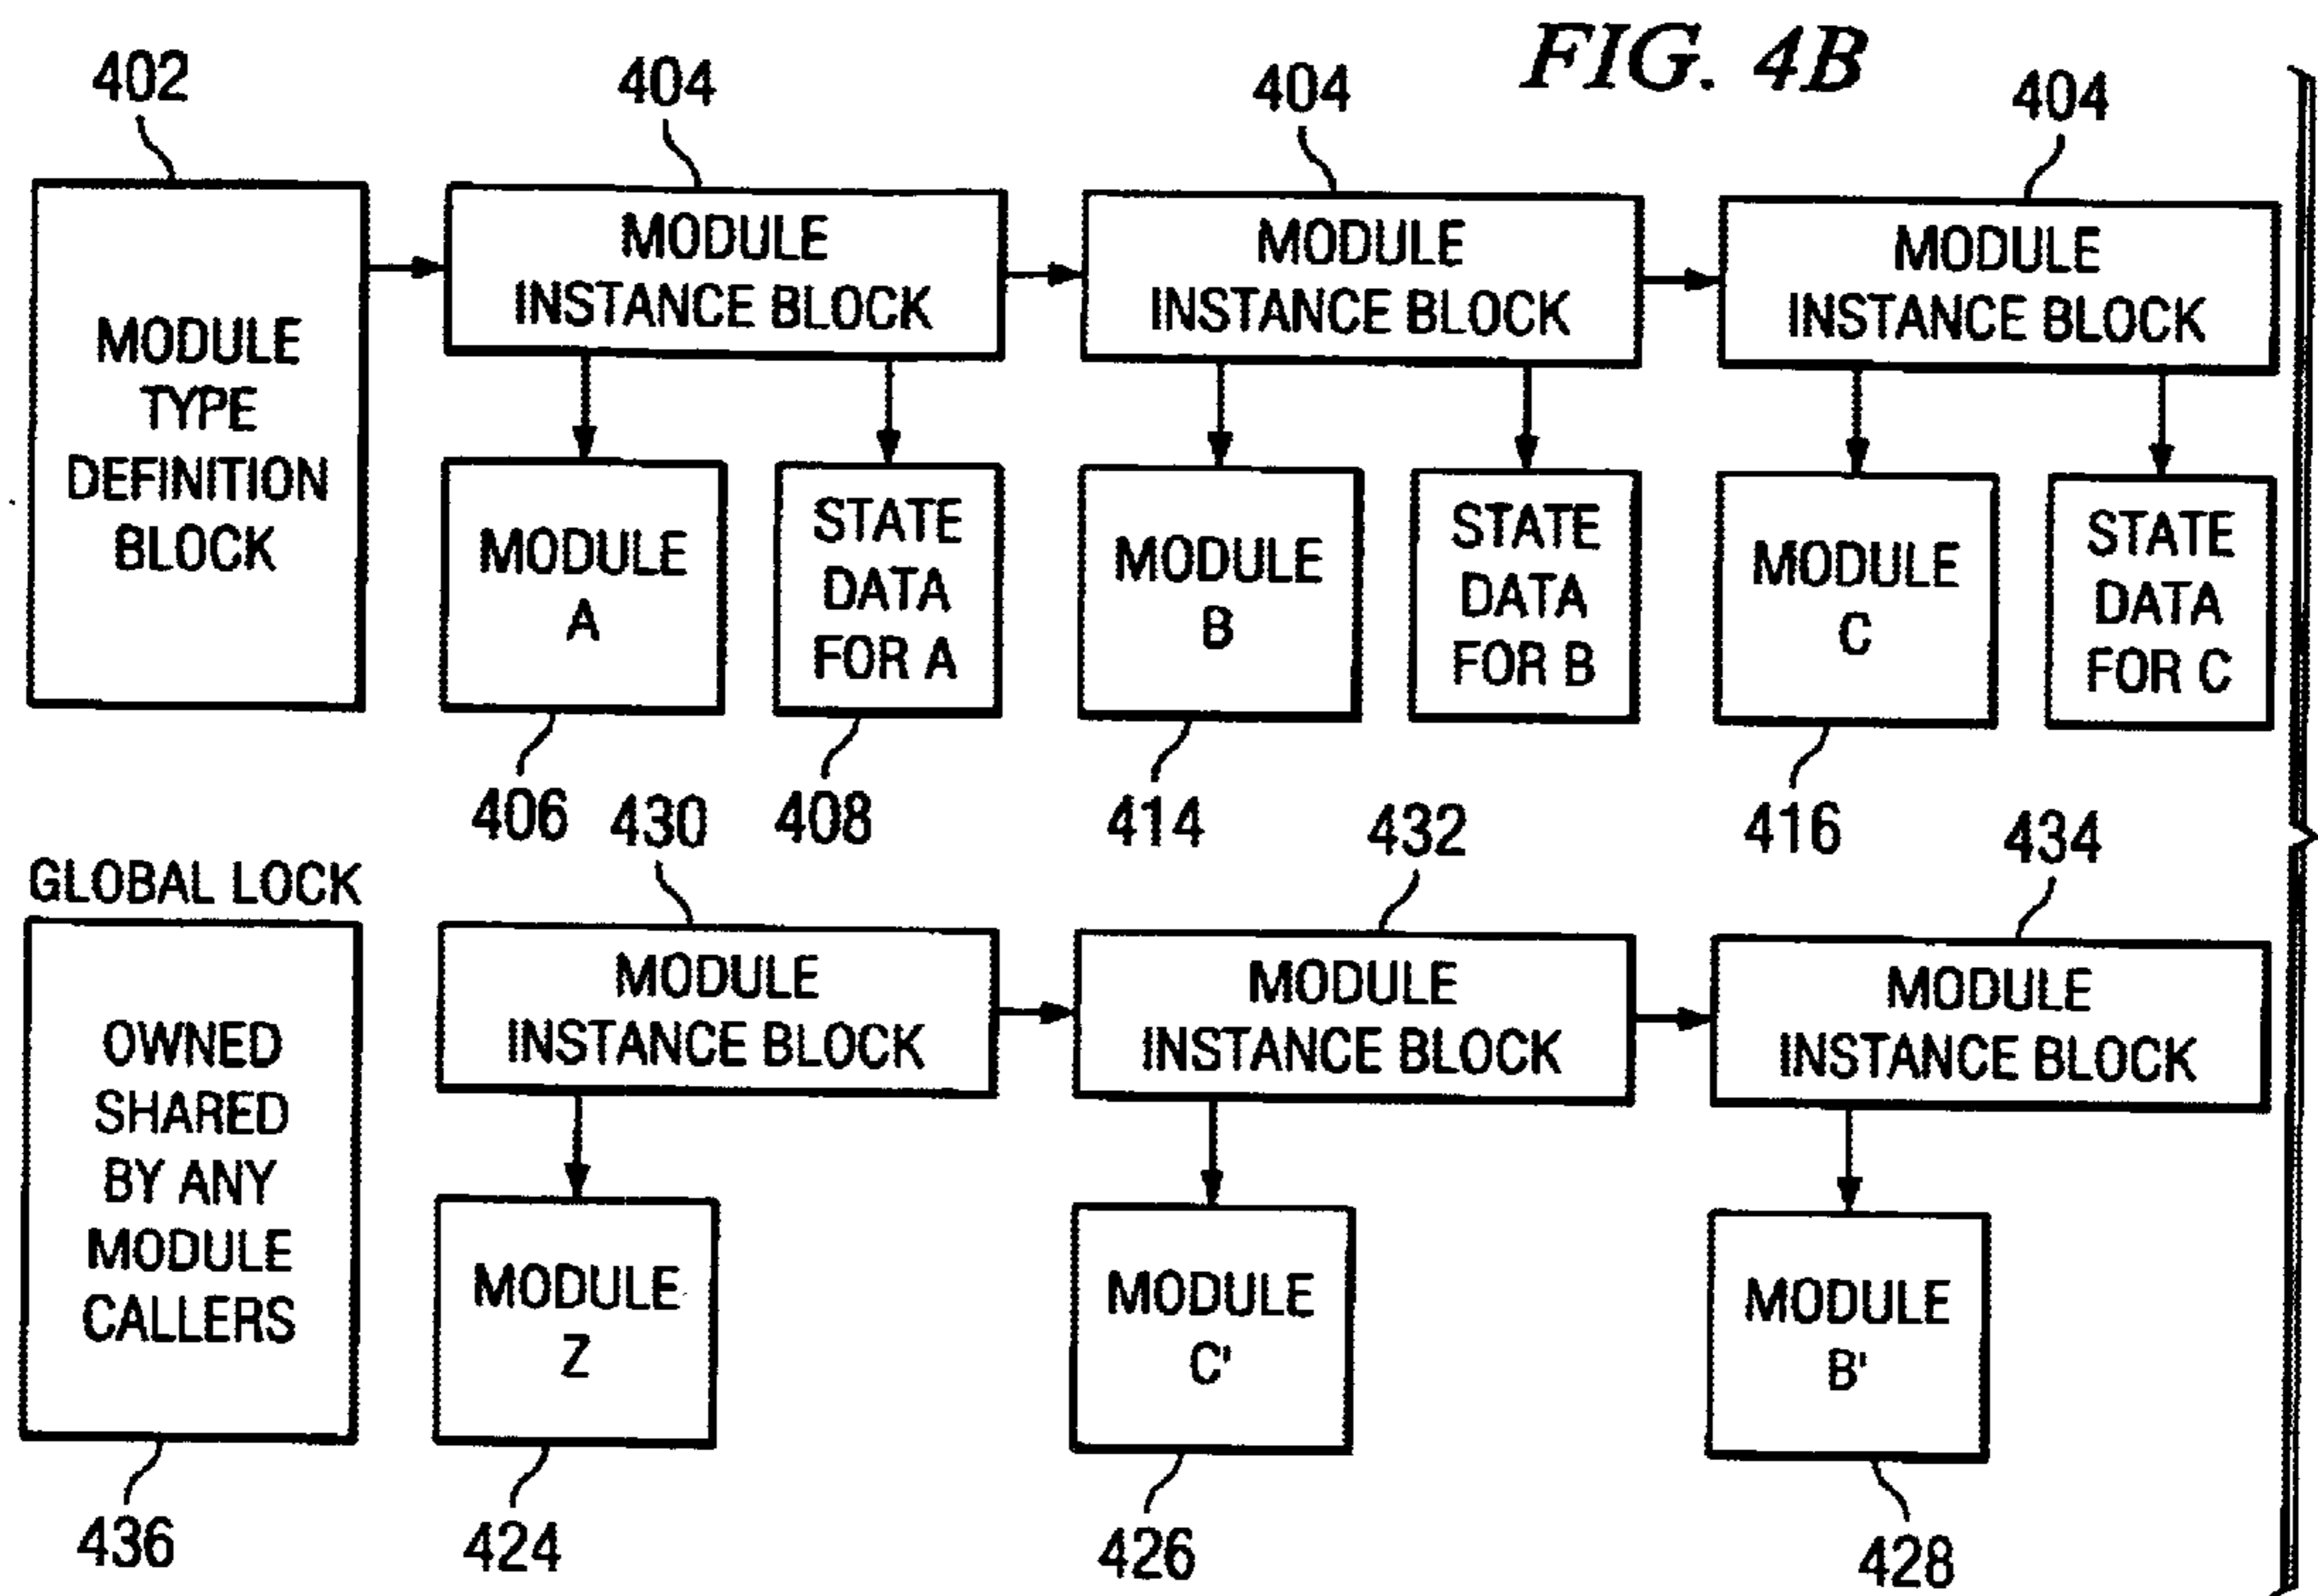 FIG. 4B
402
404
404
404
MODULE
TYPE
DEFINITION
BLOCK
MODULE
INSTANCE BLOCK
MODULE
INSTANCE BLOCK
MODULE
INSTANCE BLOCK
MODULE
A
STATE
DATA
FOR A
MODULE
B
STATE
DATA
FOR B
MODULE
C
STATE
DATA
FOR C
406
408
414
416
430
432
434
GLOBAL LOCK
OWNED
SHARED
BY ANY
MODULE
CALLERS
MODULE
INSTANCE BLOCK
MODULE
INSTANCE BLOCK
MODULE
INSTANCE BLOCK
MODULE
Z
MODULE
C'
MODULE
B'
436
424
426
428